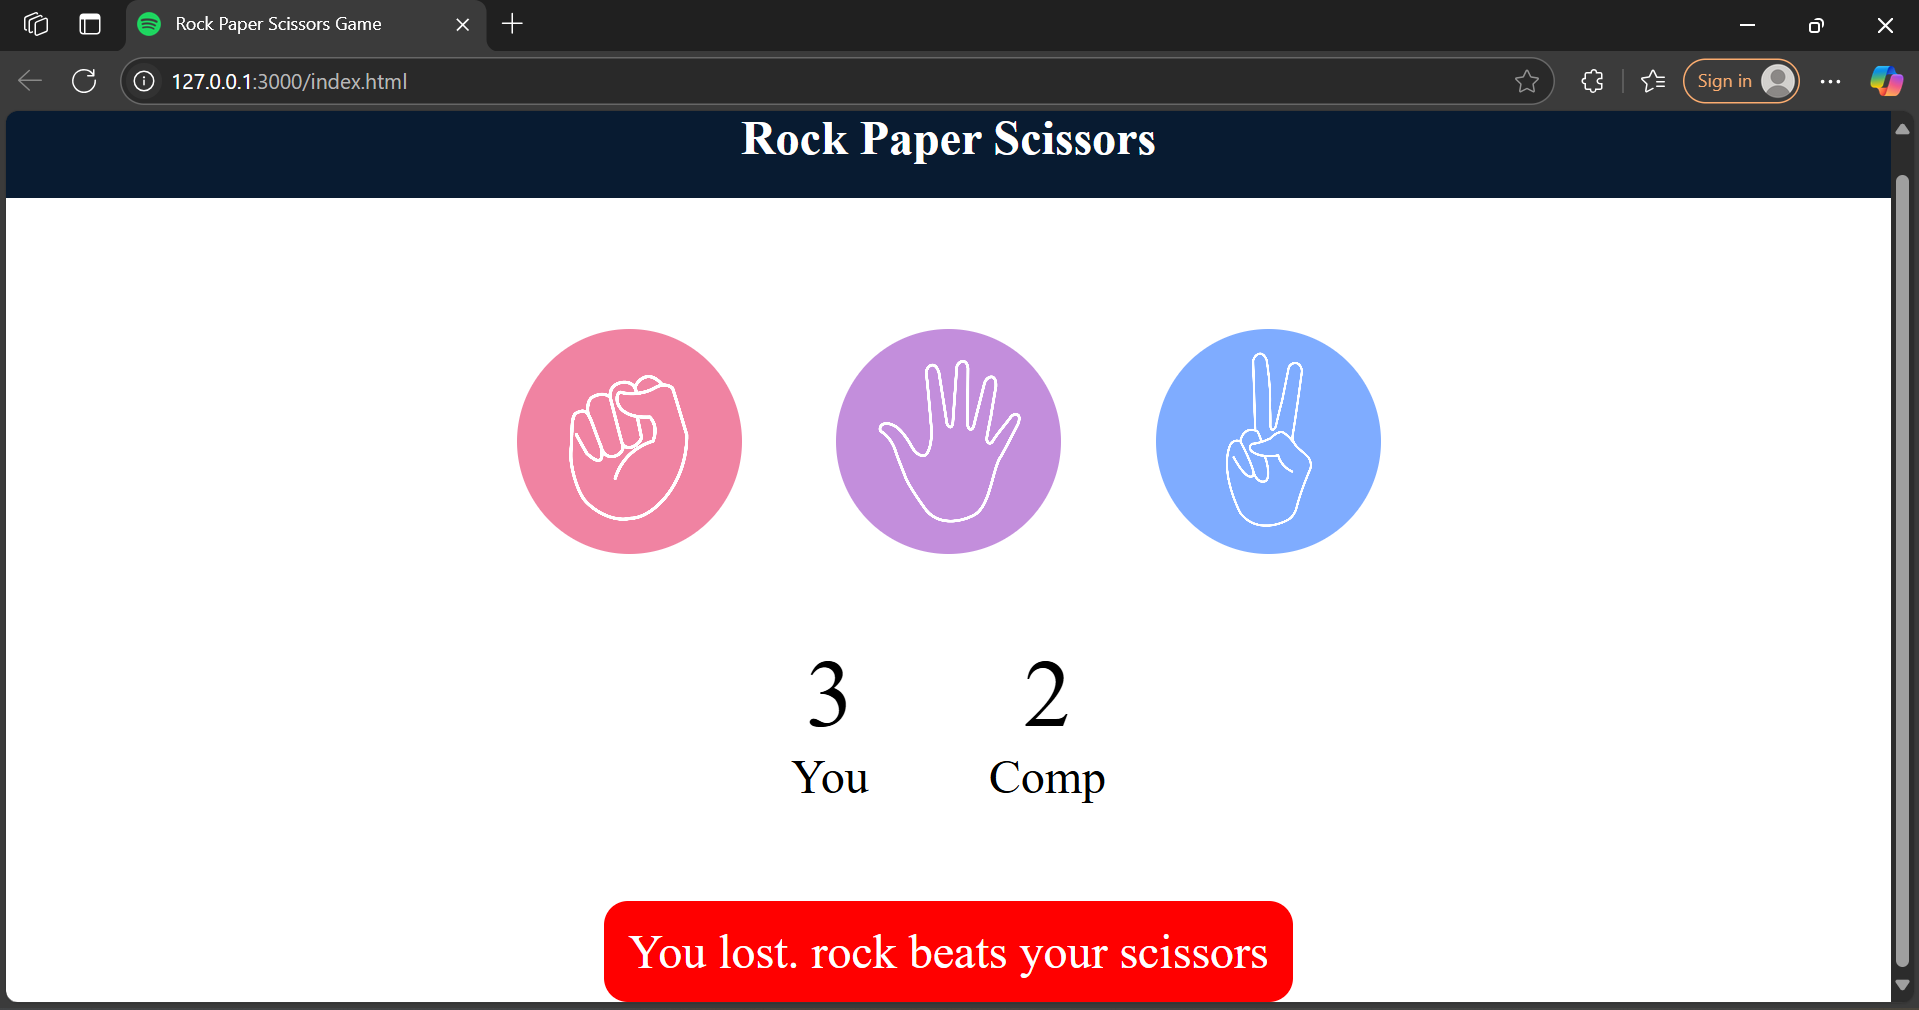 Rock Paper Scissors Game
127.0.0.1:3000/index.html
Sign in
Rock Paper Scissors
3 2
You Comp
You lost. rock beats your scissors